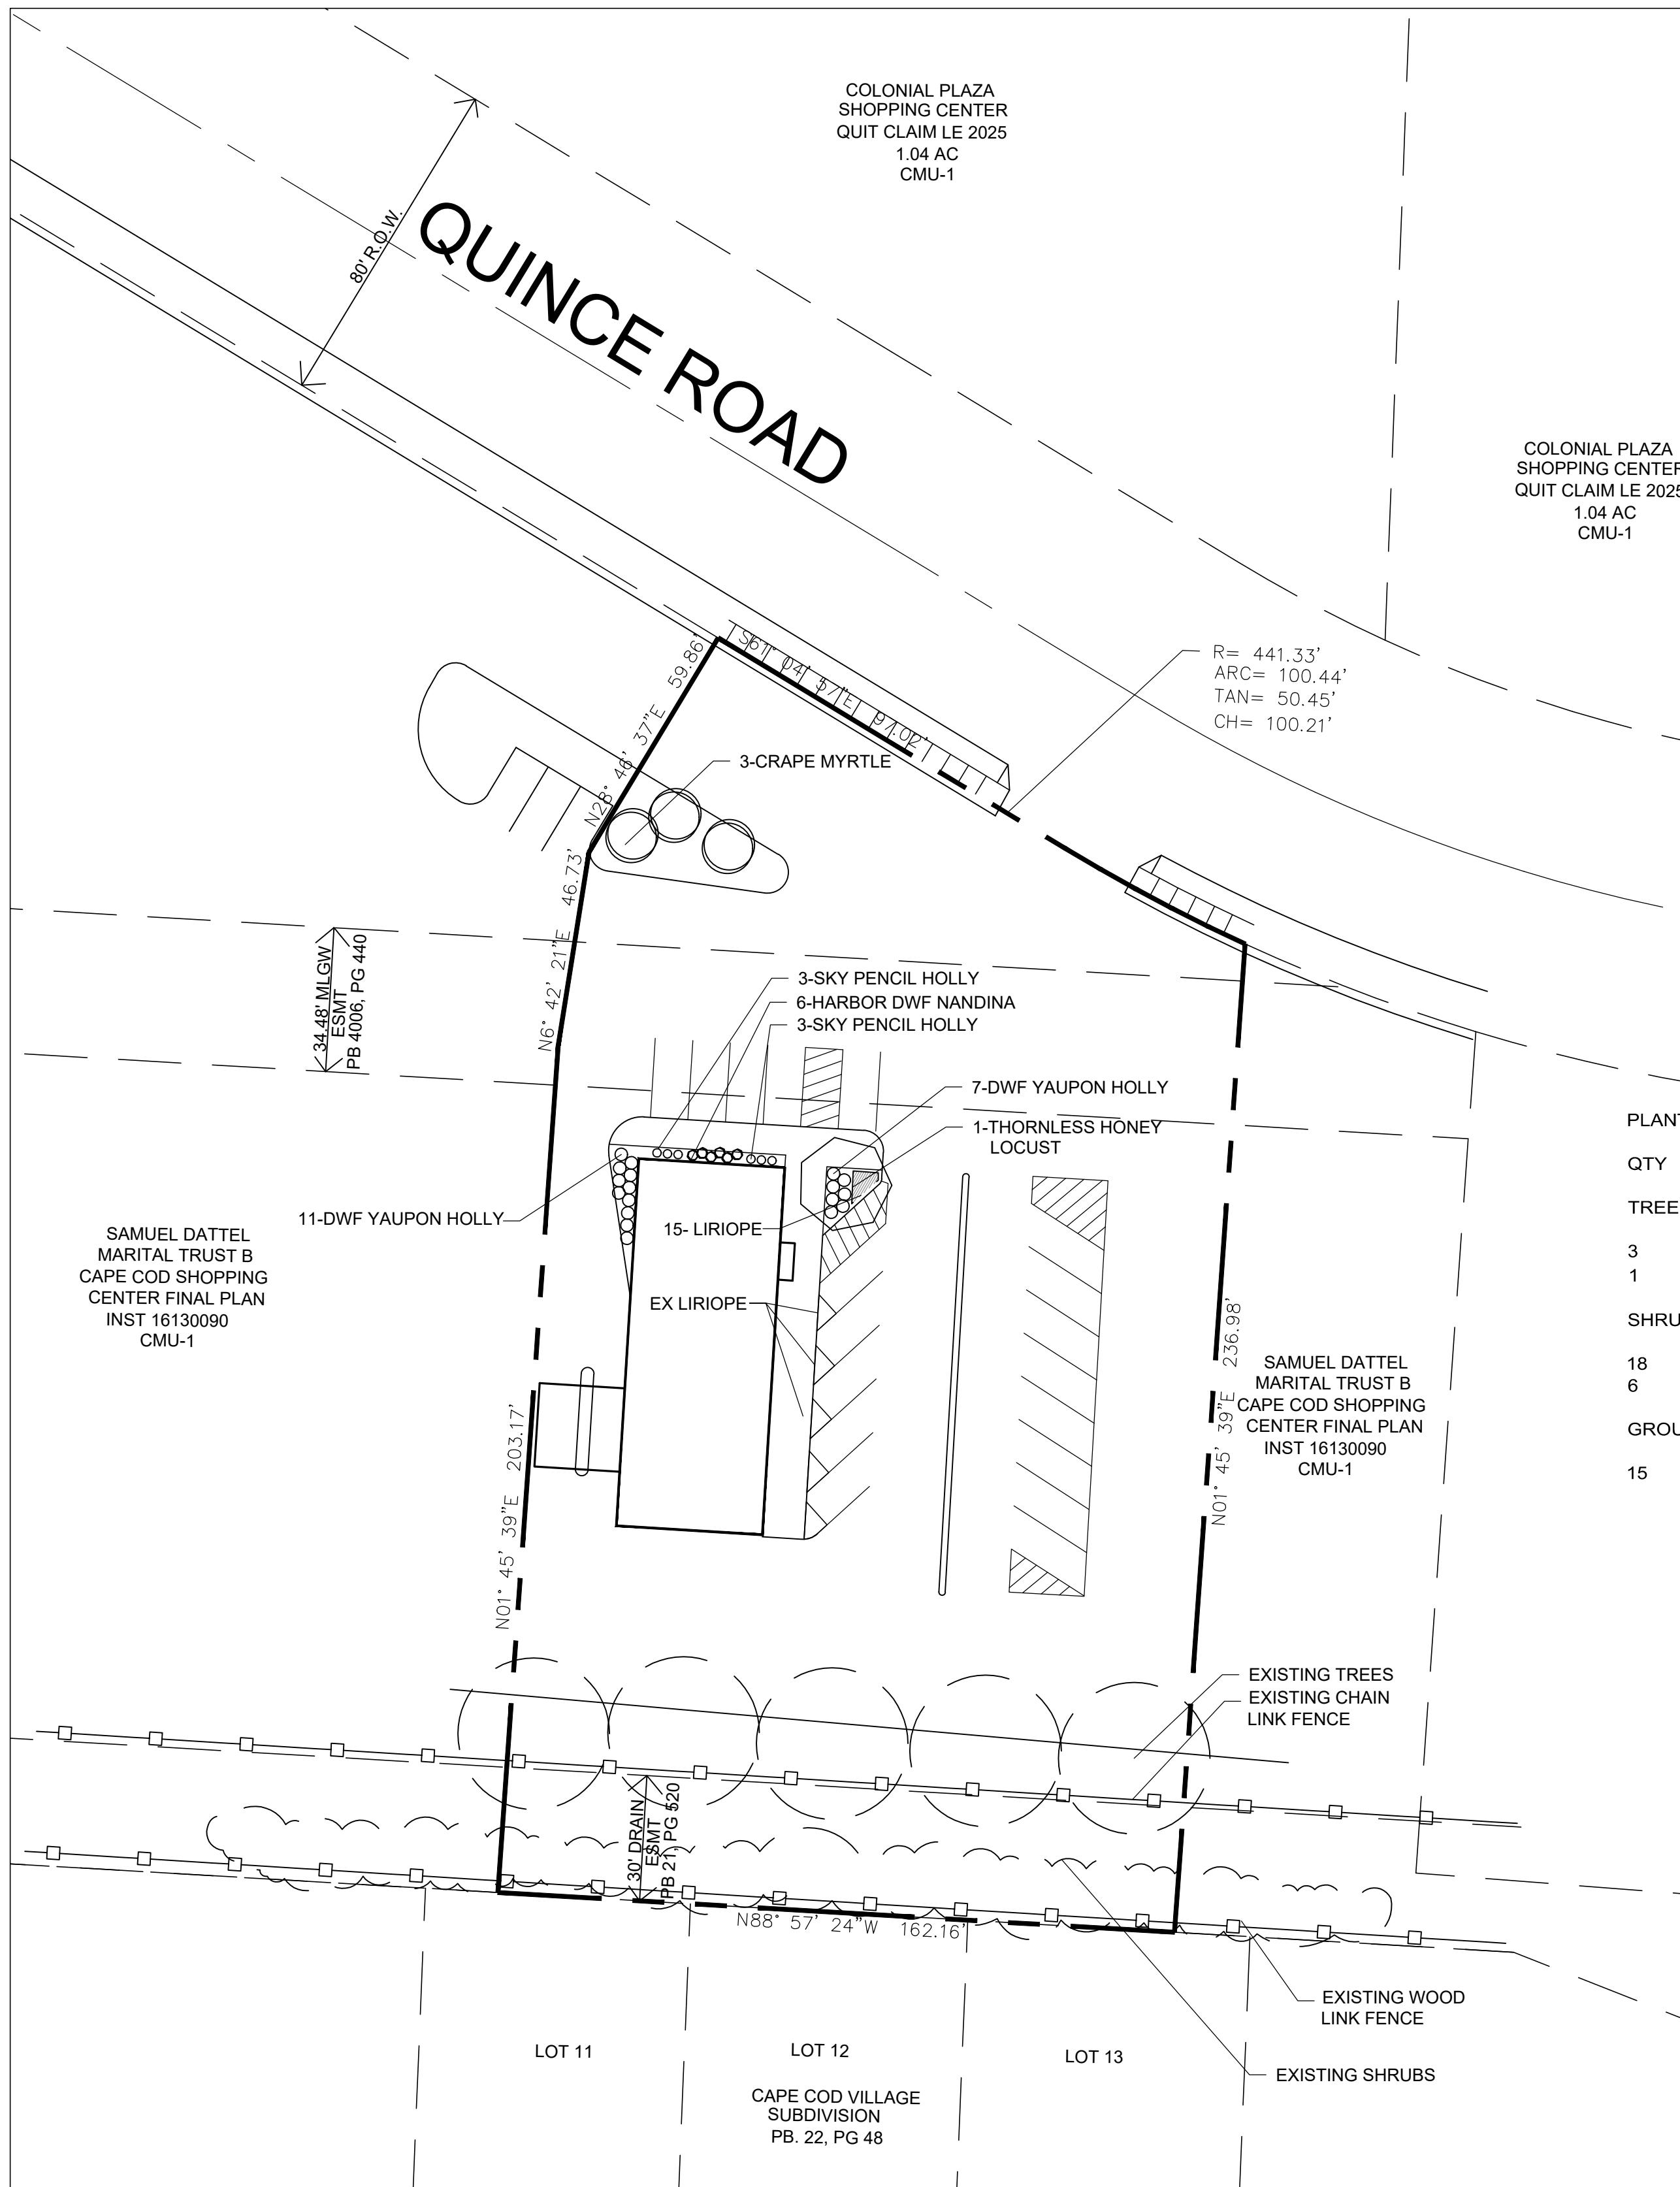 COLONIAL PLAZA
SHOPPING CENTER
QUIT CLAIM LE 2025
1.04 AC
CMU-1
80' R.O.W.
QUINCE ROAD
COLONIAL PLAZA
SHOPPING CENTER
QUIT CLAIM LE 2025
1.04 AC
CMU-1
R= 441.33'
ARC= 100.44'
TAN= 50.45'
CH= 100.21'
S61° 04' 57"E 97.02'
N28° 46' 37"E 59.86'
3-CRAPE MYRTLE
N6° 42' 21"E 46.73'
34.48' MLGW
ESMT
PB 4006, PG 440
3-SKY PENCIL HOLLY
6-HARBOR DWF NANDINA
3-SKY PENCIL HOLLY
7-DWF YAUPON HOLLY
1-THORNLESS HONEY
LOCUST
11-DWF YAUPON HOLLY
15- LIRIOPE
EX LIRIOPE
SAMUEL DATTEL
MARITAL TRUST B
CAPE COD SHOPPING
CENTER FINAL PLAN
INST 16130090
CMU-1
PLANT
QTY
TREE
3
1
SHRU
18
6
GROU
15
N01° 45' 39"E 203.17'
N01° 45' 39"E 236.98'
SAMUEL DATTEL
MARITAL TRUST B
CAPE COD SHOPPING
CENTER FINAL PLAN
INST 16130090
CMU-1
EXISTING TREES
EXISTING CHAIN
LINK FENCE
30' DRAIN
ESMT
PB 21, PG 520
N88° 57' 24"W 162.16'
EXISTING WOOD
LINK FENCE
EXISTING SHRUBS
LOT 11
LOT 12
LOT 13
CAPE COD VILLAGE
SUBDIVISION
PB. 22, PG 48